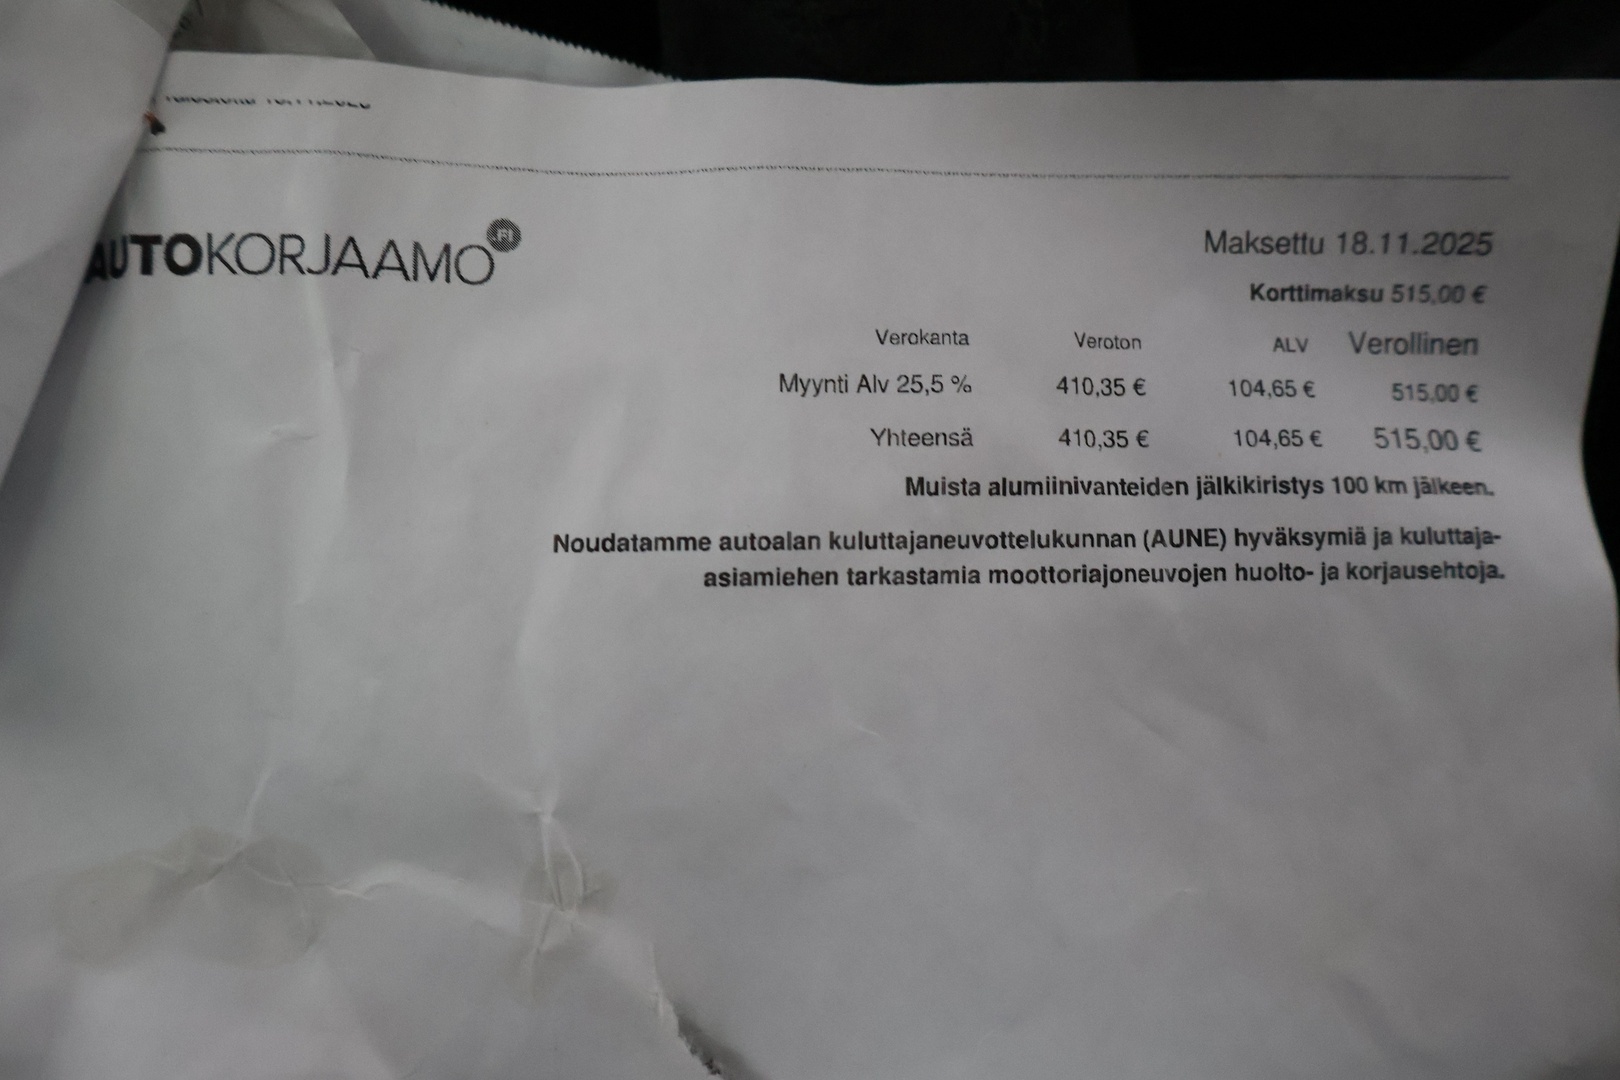 AUTOKORJAAMO.FI
Maksettu 18.11.2025
Korttimaksu 515,00 €
Verokanta Veroton ALV Verollinen
Myynti Alv 25,5 % 410,35 € 104,65 € 515,00 €
Yhteensä 410,35 € 104,65 € 515,00 €
Muista alumiinivanteiden jälkikiristys 100 km jälkeen.
Noudatamme autoalan kuluttajaneuvottelukunnan (AUNE) hyväksymiä ja kuluttaja-
asiamiehen tarkastamia moottoriajoneuvojen huolto- ja korjausehtoja.